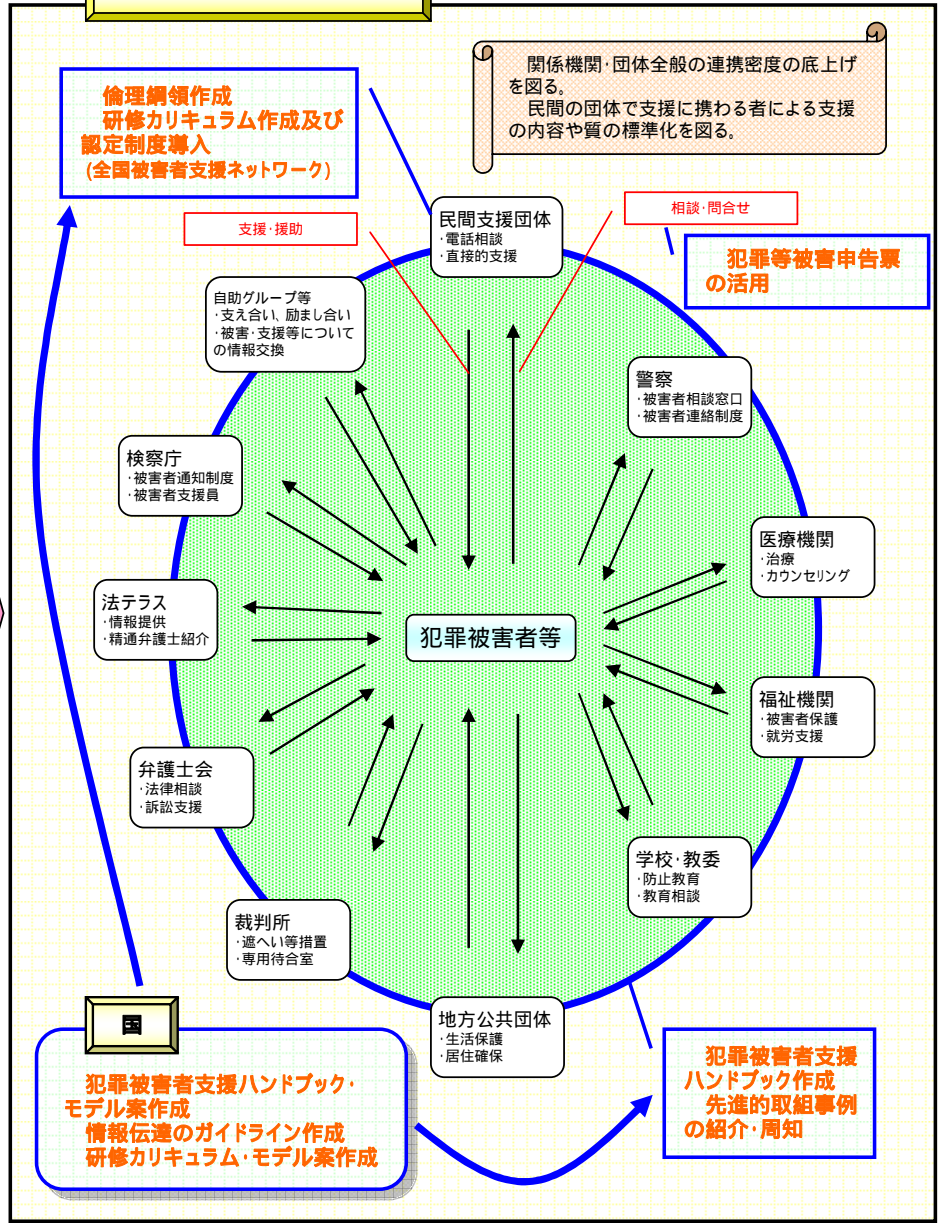 関係機関・団体全般の連携密度の底上げ
を図る。
民間の団体で支援に携わる者による支援
の内容や質の標準化を図る。
倫理綱領作成
研修カリキュラム作成及び
認定制度導入
(全国被害者支援ネットワーク)
支援・援助
相談・問合せ
民間支援団体
・電話相談
・直接的支援
犯罪等被害申告票
の活用
自助グループ等
・支え合い、励まし合い
・被害・支援等について
の情報交換
警察
・被害者相談窓口
・被害者連絡制度
検察庁
・被害者通知制度
・被害者支援員
医療機関
・治療
・カウンセリング
法テラス
・情報提供
・精通弁護士紹介
犯罪被害者等
福祉機関
・被害者保護
・就労支援
弁護士会
・法律相談
・訴訟支援
学校・教委
・防止教育
・教育相談
裁判所
・遮へい等措置
・専用待合室
地方公共団体
・生活保護
・居住確保
国
犯罪被害者支援ハンドブック・
モデル案作成
情報伝達のガイドライン作成
研修カリキュラム・モデル案作成
犯罪被害者支援
ハンドブック作成
先進的取組事例
の紹介・周知